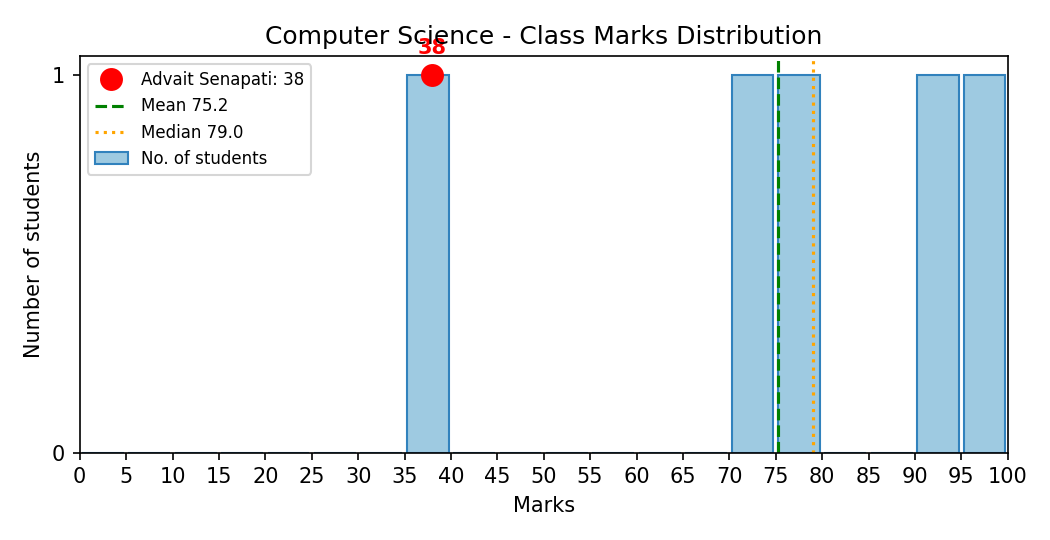 Computer Science - Class Marks Distribution
38
Advait Senapati: 38
Mean 75.2
Median 79.0
No. of students
Number of students
1
0
0 5 10 15 20 25 30 35 40 45 50 55 60 65 70 75 80 85 90 95 100
Marks